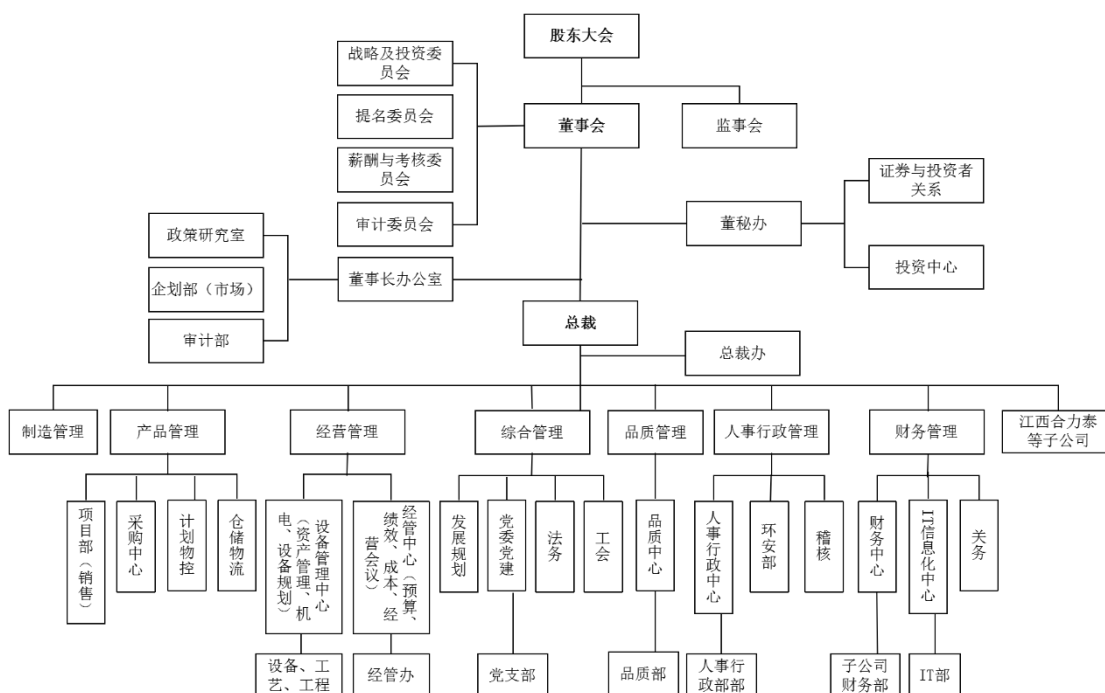 股东大会
战略及投资委
员会
提名委员会
董事会
监事会
薪酬与考核委
员会
证券与投资者
关系
审计委员会
董秘办
政策研究室
企划部（市场）
董事长办公室
投资中心
审计部
总裁
总裁办
制造管理
产品管理
经营管理
综合管理
品质管理
人事行政管理
财务管理
江西合力泰
等子公司
项目部（销售）
采购中心
计划物控
仓储物流
设备管理中心
（资产管理、机
电、设备规划）
经管中心（预算、
绩效、成本、经
营会议）
发展规划
党委党建
法务
工会
品质中心
人事行政中心
环安部
稽核
财务中心
IT信息化中心
关务
设备、工
艺、工程
经管办
党支部
品质部
人事行
政部部
子公司
财务部
IT部